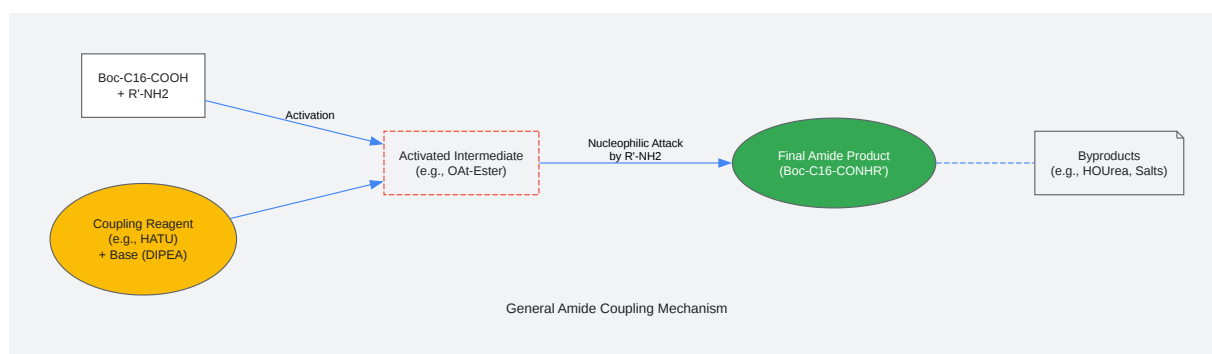 Boc-C16-COOH
+ R'-NH2
Activation
Coupling Reagent
(e.g., HATU)
+ Base (DIPEA)
Activated Intermediate
(e.g., OAt-Ester)
Nucleophilic Attack
by R'-NH2
Final Amide Product
(Boc-C16-CONHR')
Byproducts
(e.g., HOUrea, Salts)
General Amide Coupling Mechanism